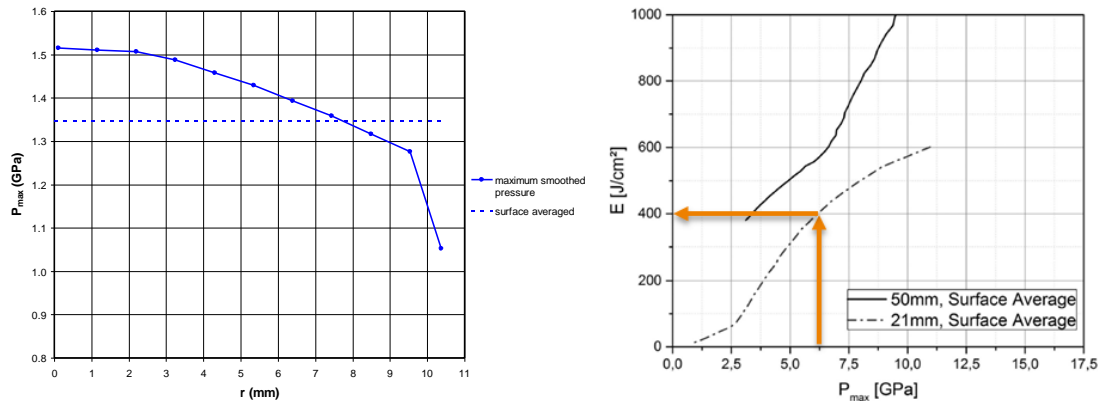 1.6
1.5
1.4
1.3
1.2
1.1
1.0
0.9
0.8
P_max (GPa)
0 1 2 3 4 5 6 7 8 9 10 11
r (mm)
maximum smoothed
pressure
surface averaged
1000
800
600
400
200
0
E [J/cm²]
50mm, Surface Average
21mm, Surface Average
0,0 2,5 5,0 7,5 10,0 12,5 15,0 17,5
P_max [GPa]